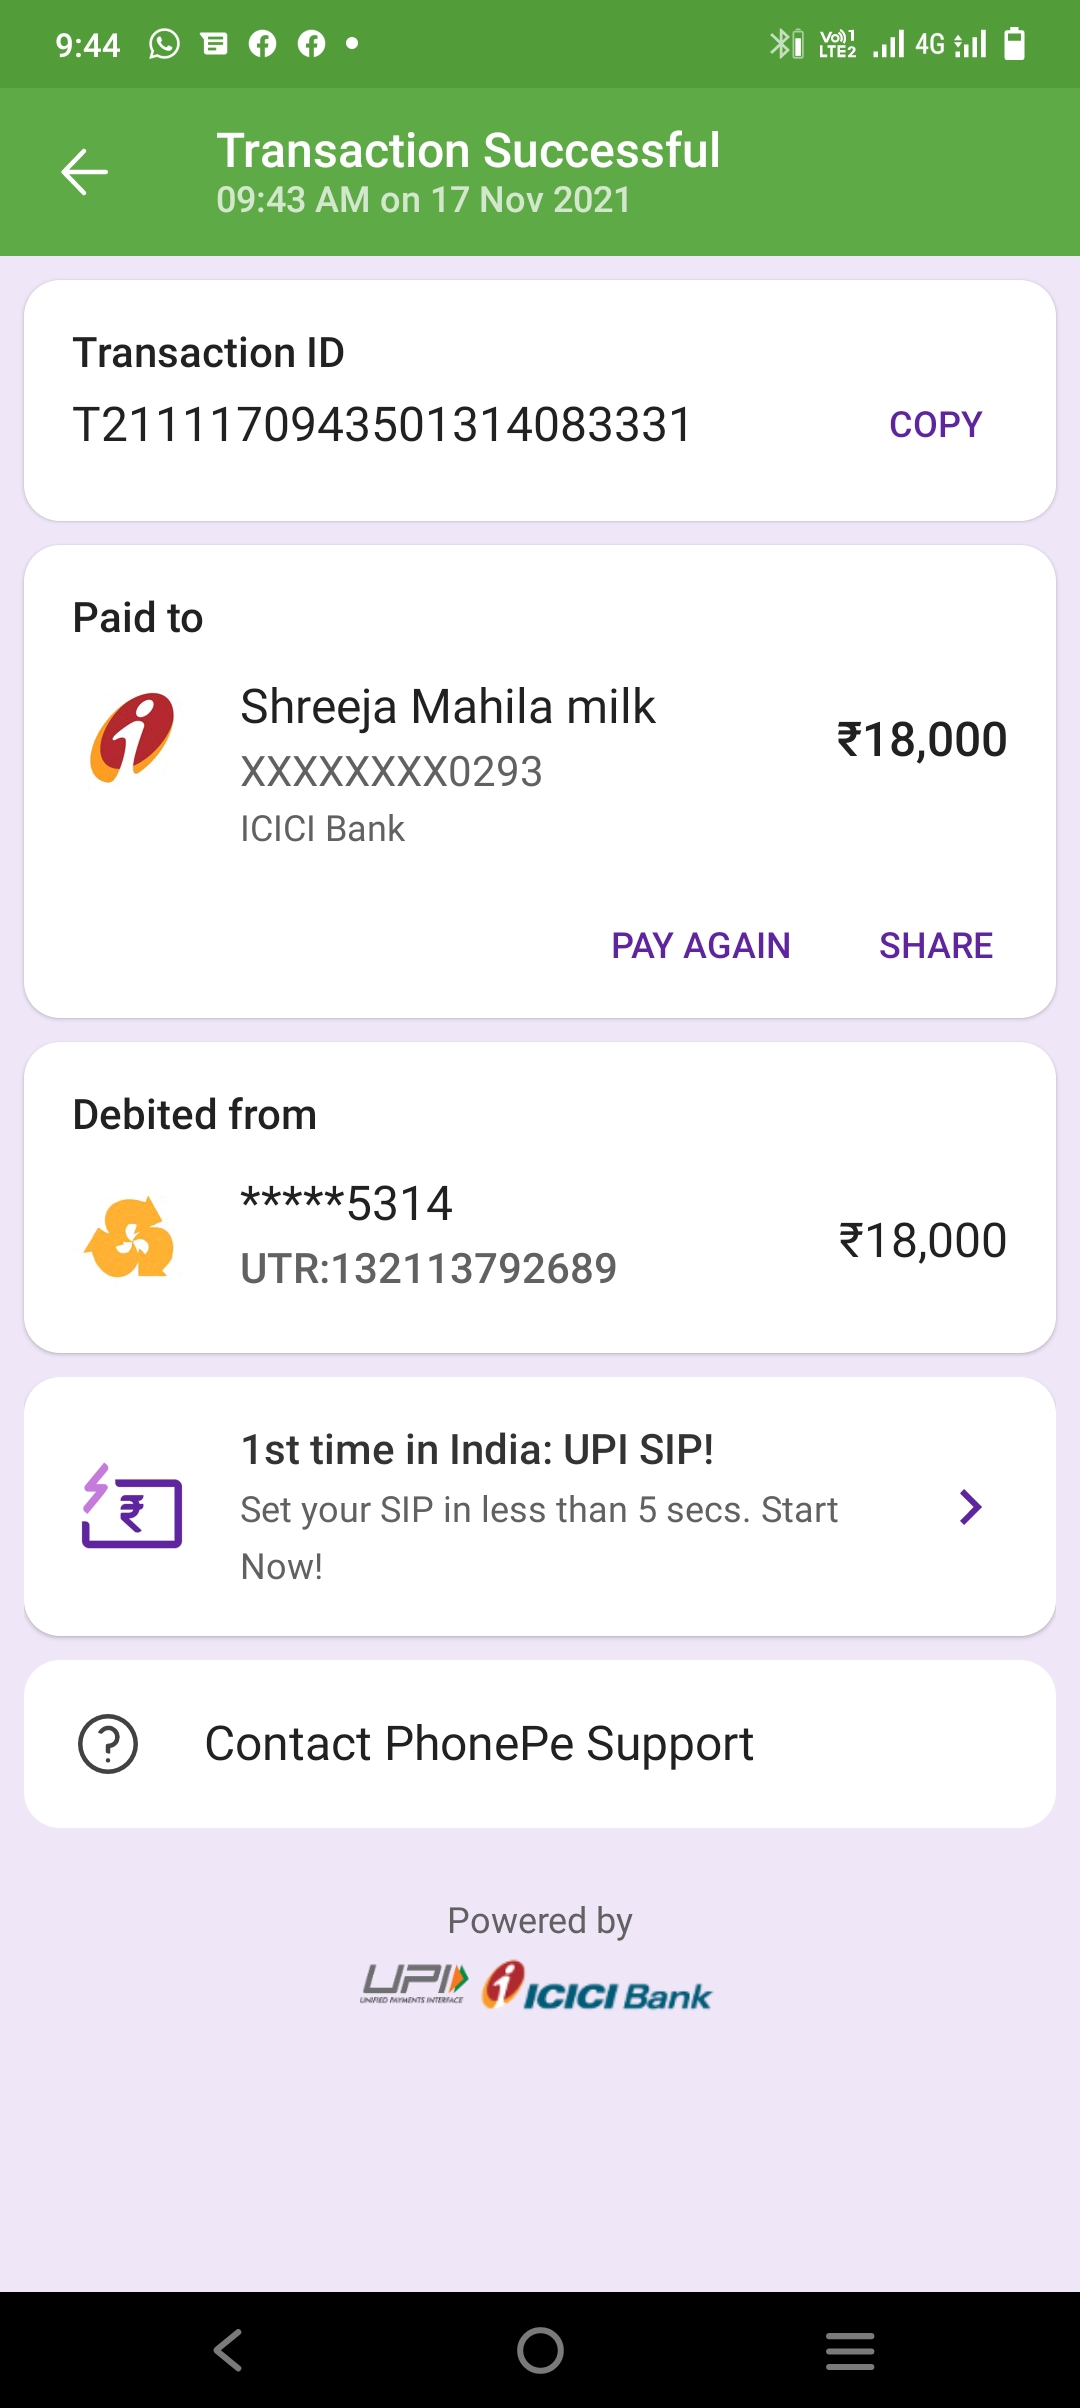 9:44
Vo))1
LTE2
4G
Transaction Successful
09:43 AM on 17 Nov 2021
Transaction ID
T2111170943501314083331
COPY
Paid to
Shreeja Mahila milk
₹18,000
XXXXXXXX0293
ICICI Bank
PAY AGAIN
SHARE
Debited from
*****5314
₹18,000
UTR:132113792689
1st time in India: UPI SIP!
Set your SIP in less than 5 secs. Start
Now!
Contact PhonePe Support
Powered by
UPI
UNIFIED PAYMENTS INTERFACE
ICICI Bank